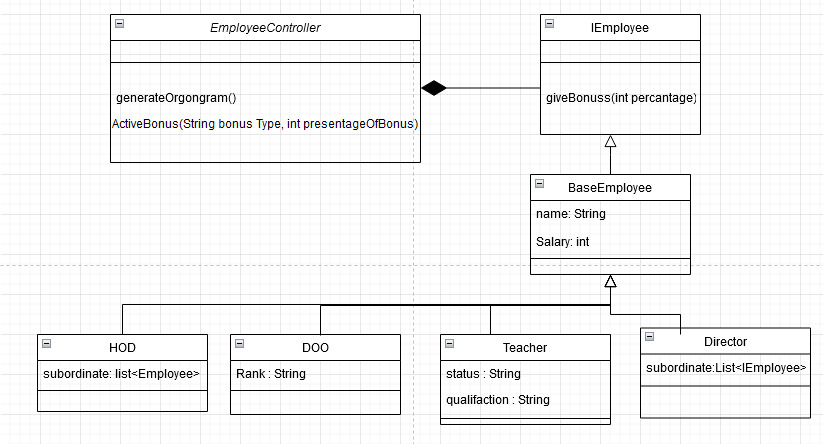 EmployeeController
generateOrgongram()
ActiveBonus(String bonus Type, int presentageOfBonus)
IEmployee
giveBonuss(int percantage)
BaseEmployee
name: String
Salary: int
HOD
subordinate: list<Employee>
DOO
Rank : String
Teacher
status : String
qualifaction : String
Director
subordinate:List<IEmployee>